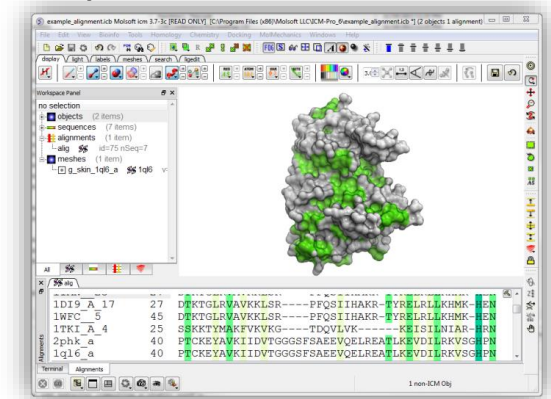 example_alignment.icb Molsoft icm 3.7-3c [READ ONLY] [C:\Program Files (x86)\Molsoft LLC\ICM-Pro_6\example_alignment.icb *] (2 objects 1 alignment)
File Edit View Bioinfo Tools Homology Chemistry Docking MolMechanics Windows Help
display light labels meshes search ligedit
Workspace Panel
no selection
objects (2 items)
sequences (7 items)
alignments (1 item)
alig id=75 nSeq=7
meshes (1 item)
g_skin_1ql6_a 1ql6
All
alig
1DI9_A_17 27 DTKTGLRVAVKKLSR----PFQSIIHAKR-TYRELRLLKHMK-HEN
1WFC__5 45 DTKTGLRVAVKKLSR----PFQSIIHAKR-TYRELRLLKHMK-HEN
1TKI_A_4 25 SSKKTYMAKFVKVKG----TDQVLVK------KEISILNIAR-HRN
2phk_a 40 PTCKEYAVKIIDVTGGGSFSAEEVQELREATLKEVDILRKVSGHPN
1ql6_a 40 PTCKEYAVKIIDVTGGGSFSAEEVQELREATLKEVDILRKVSGHPN
Alignments
Terminal Alignments
1 non-ICM Obj